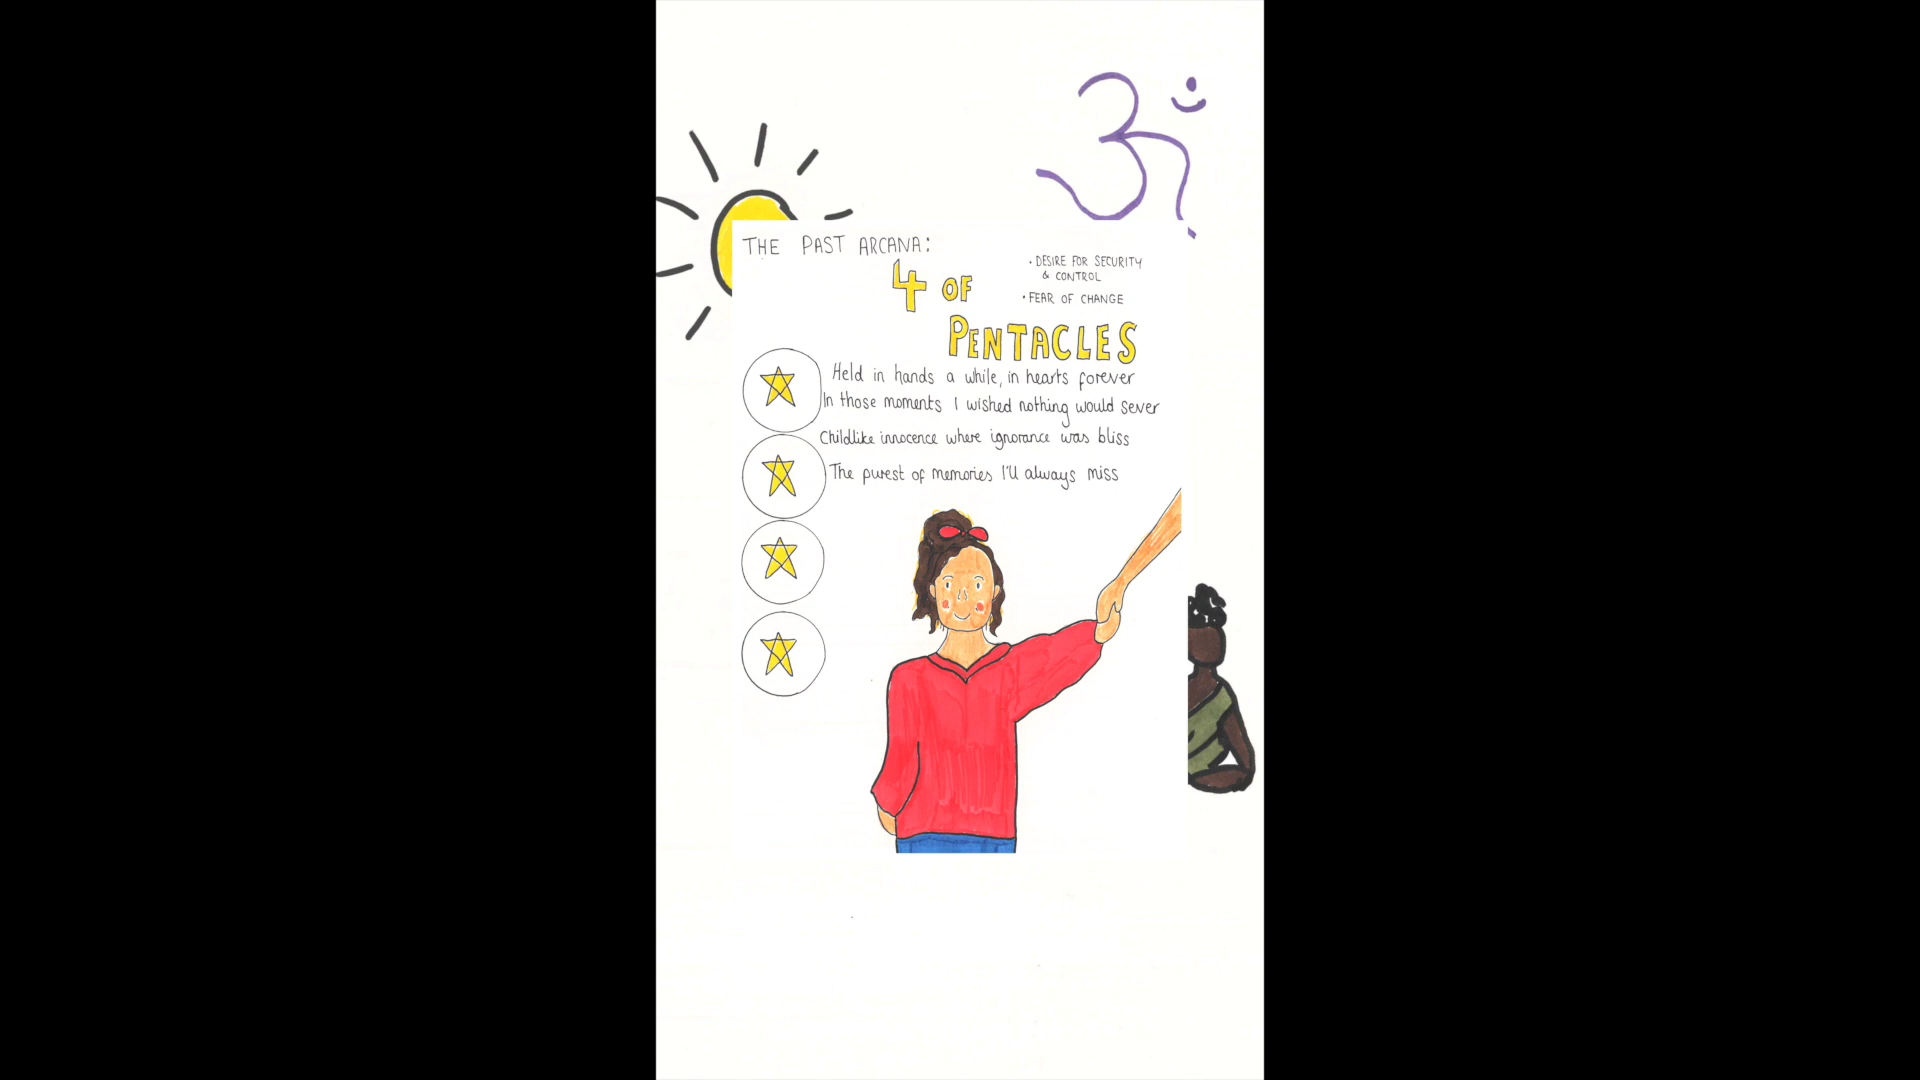 ॐ
THE PAST ARCANA:
4 OF
PENTACLES
• DESIRE FOR SECURITY
& CONTROL
• FEAR OF CHANGE
Held in hands a while, in hearts forever
In those moments I wished nothing would sever
Childlike innocence where ignorance was bliss
The purest of memories I'll always miss